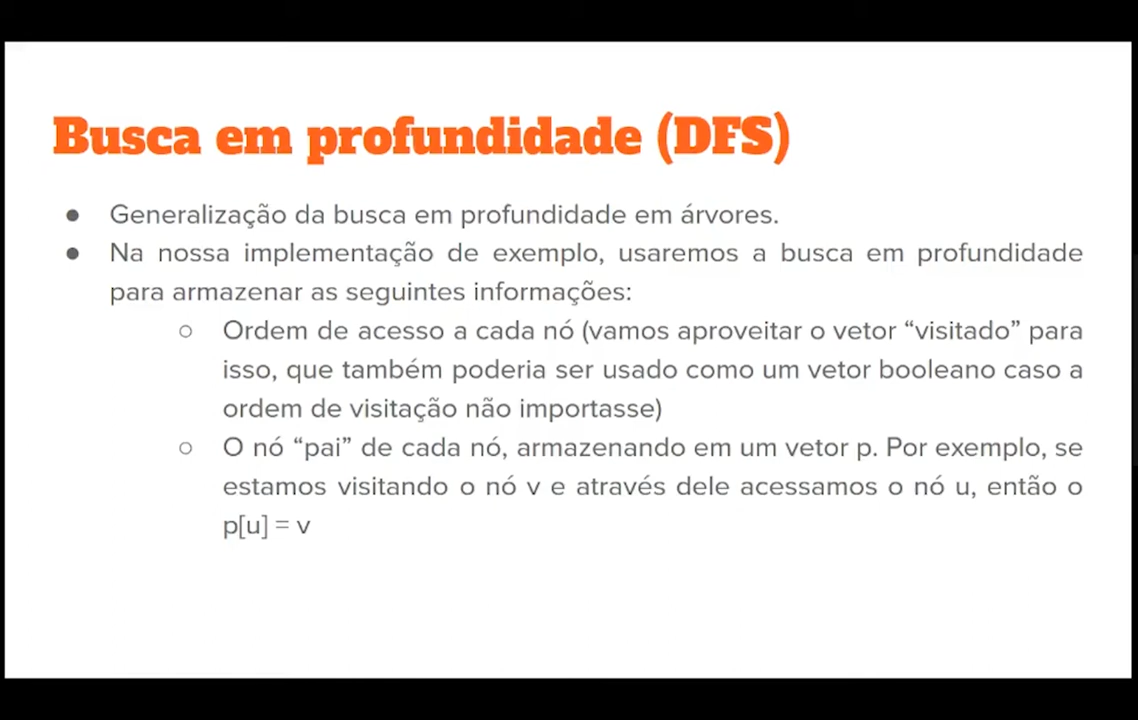 Busca em profundidade (DFS)
● Generalização da busca em profundidade em árvores.
● Na nossa implementação de exemplo, usaremos a busca em profundidade
para armazenar as seguintes informações:
○ Ordem de acesso a cada nó (vamos aproveitar o vetor “visitado” para
isso, que também poderia ser usado como um vetor booleano caso a
ordem de visitação não importasse)
○ O nó “pai” de cada nó, armazenando em um vetor p. Por exemplo, se
estamos visitando o nó v e através dele acessamos o nó u, então o
p[u] = v